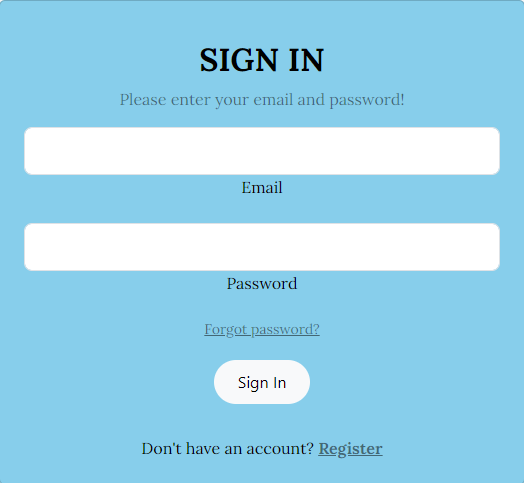 SIGN IN
Please enter your email and password!
Email
Password
Forgot password?
Sign In
Don't have an account? Register